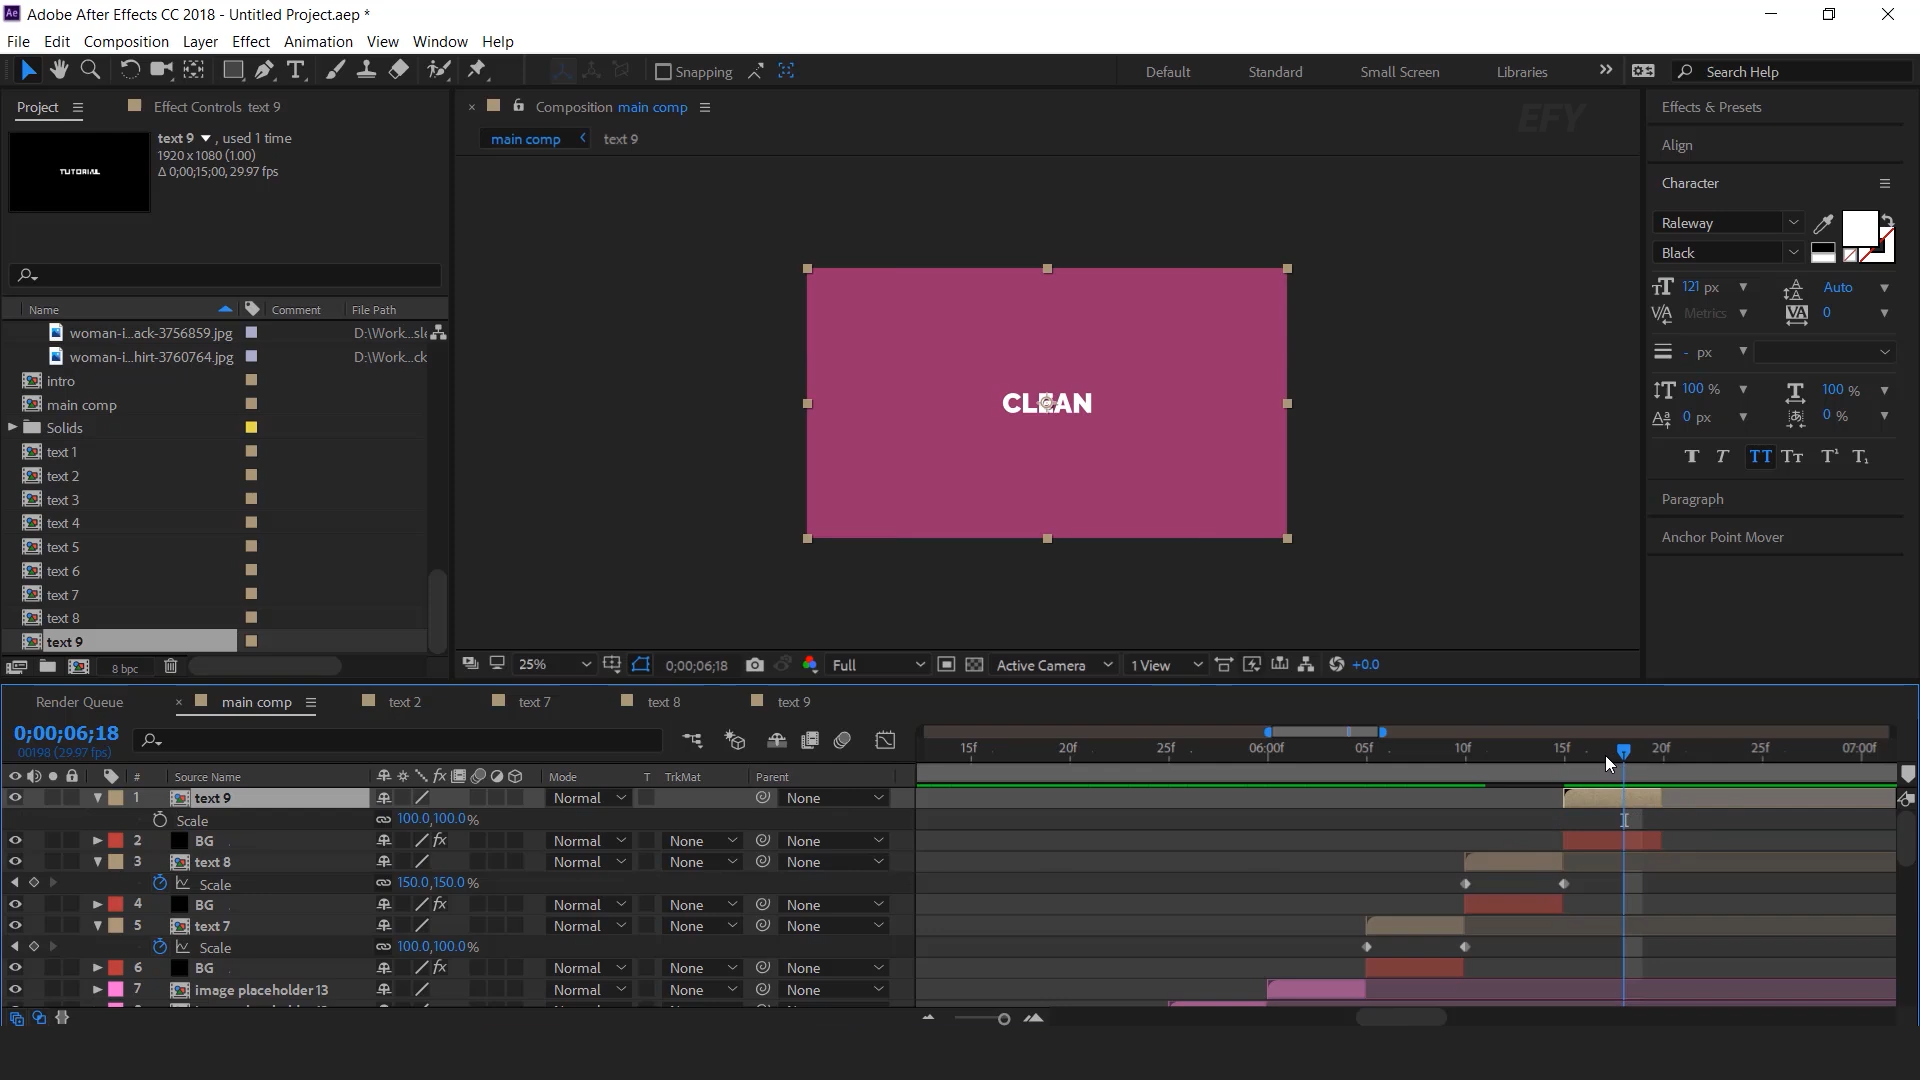 Adobe After Effects CC 2018 - Untitled Project.aep *
File Edit Composition Layer Effect Animation View Window Help
Snapping Default Standard Small Screen Libraries Search Help
Project Effect Controls text 9
text 9 , used 1 time
1920 x 1080 (1.00)
Δ 0;00;15;00, 29.97 fps
TUTORIAL
Name Comment File Path
woman-i...ack-3756859.jpg D:\Work...sl
woman-i...hirt-3760764.jpg D:\Work...ck
intro
main comp
Solids
text 1
text 2
text 3
text 4
text 5
text 6
text 7
text 8
text 9
8 bpc
Composition main comp
main comp text 9
EFY
CLEAN
25% 0;00;06;18 Full Active Camera 1 View +0.0
Effects & Presets
Align
Character
Raleway
Black
121 px Auto
Metrics 0
- px
100 % 100 %
0 px 0 %
T T TT Tt T¹ T₁
Paragraph
Anchor Point Mover
Render Queue main comp text 2 text 7 text 8 text 9
0;00;06;18
00198 (29.97 fps)
15f 20f 25f 06:00f 05f 10f 15f 20f 25f 07:00f
# Source Name Mode T TrkMat Parent
1 text 9 Normal None
Scale 100.0,100.0%
2 BG Normal None None
3 text 8 Normal None None
Scale 150.0,150.0%
4 BG Normal None None
5 text 7 Normal None None
Scale 100.0,100.0%
6 BG Normal None None
7 image placeholder 13 Normal None None